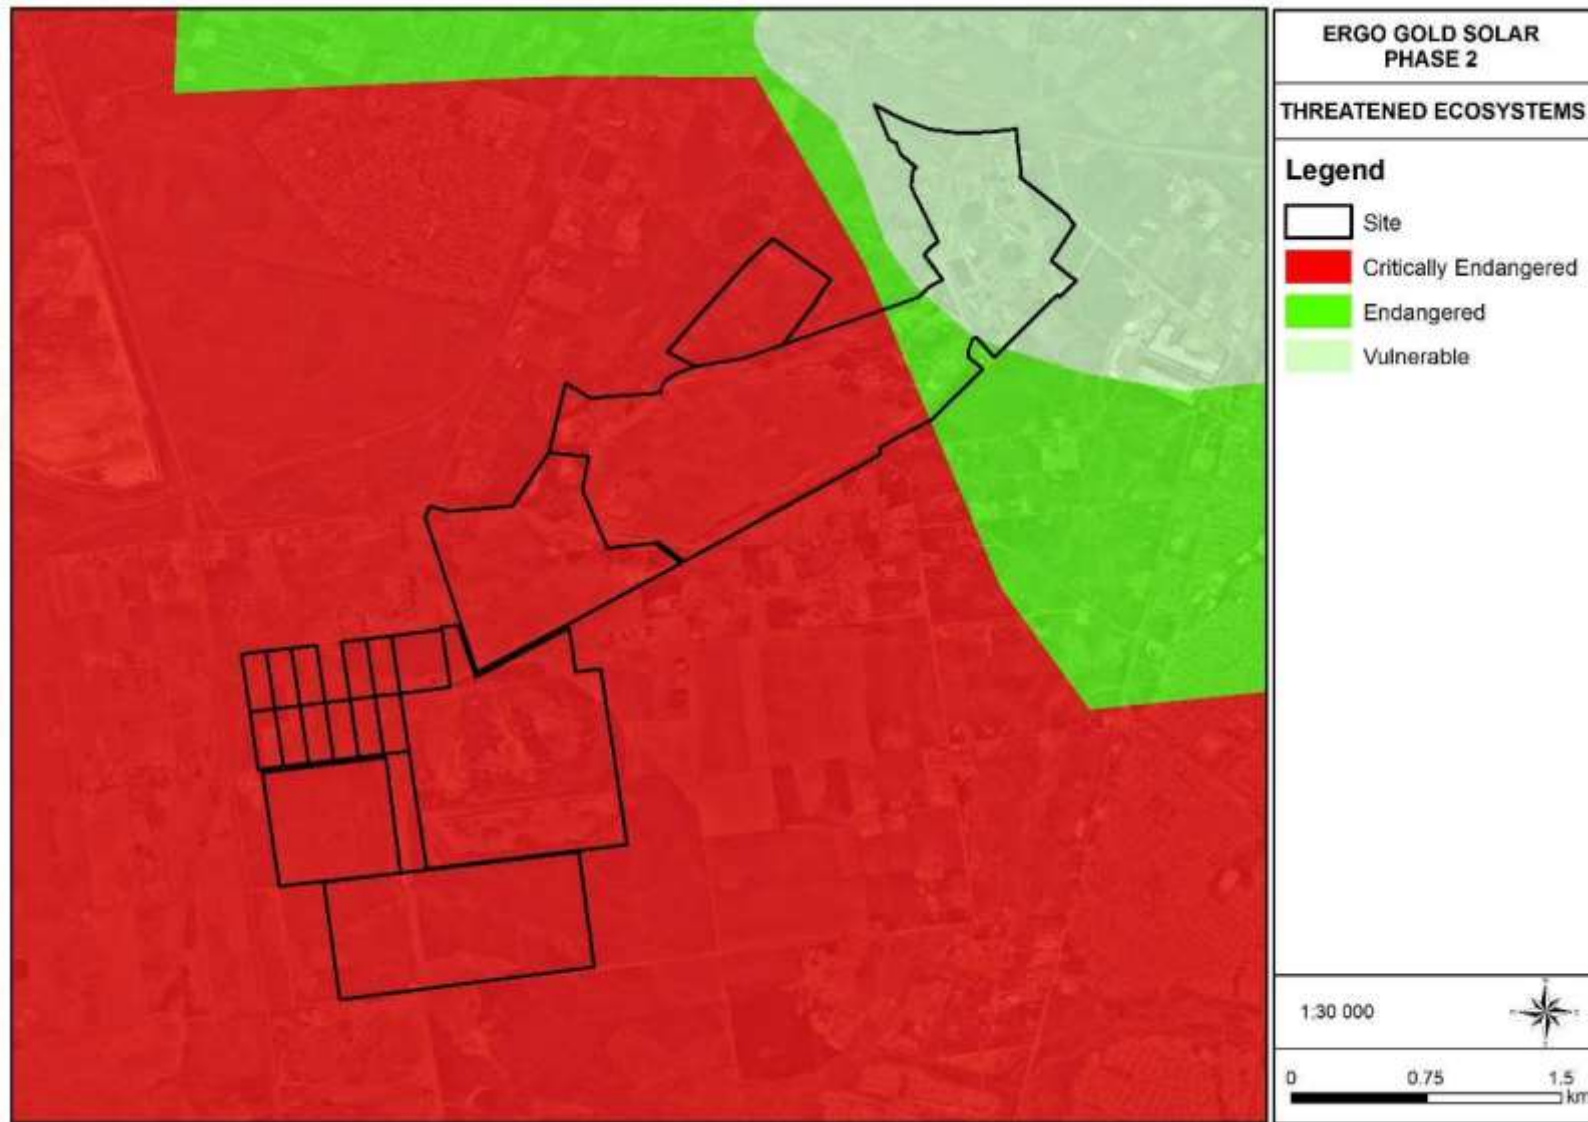 ERGO GOLD SOLAR
PHASE 2
THREATENED ECOSYSTEMS
Legend
Site
Critically Endangered
Endangered
Vulnerable
1:30 000
0 0.75 1.5
km